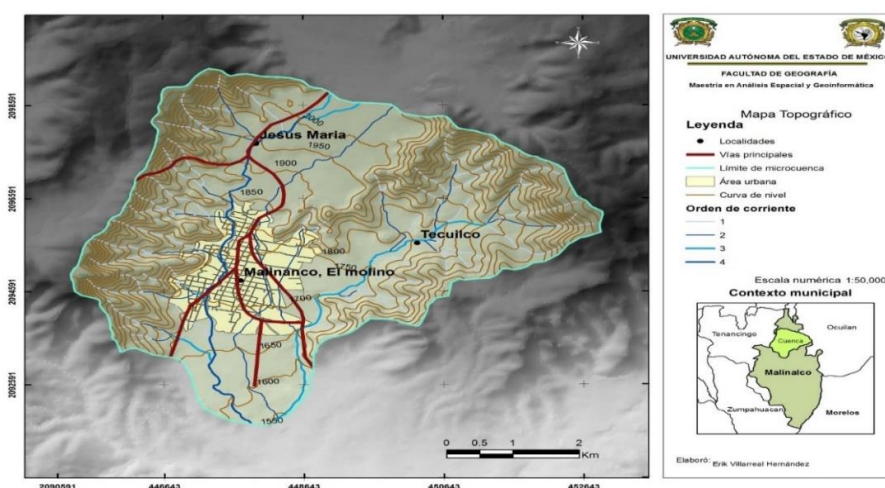 2098591
2096591
2094591
2092591
2090591
446643
448643
450643
452643
2000
Jesus Maria
1950
1900
1850
Tecuilco
1800
1750
Malinanco, El molino
1700
1650
1600
1550
0 0.5 1 2
Km
UNIVERSIDAD AUTÓNOMA DEL ESTADO DE MÉXICO
FACULTAD DE GEOGRAFÍA
Maestría en Análisis Espacial y Geoinformática
Mapa Topográfico
Leyenda
Localidades
Vías principales
Límite de microcuenca
Área urbana
Curva de nivel
Orden de corriente
1
2
3
4
Escala numérica 1:50,000
Contexto municipal
Tenancingo
Ocuilan
Cuenca
Malinalco
Zumpahuacan
Morelos
Elaboró: Erik Villarreal Hernández